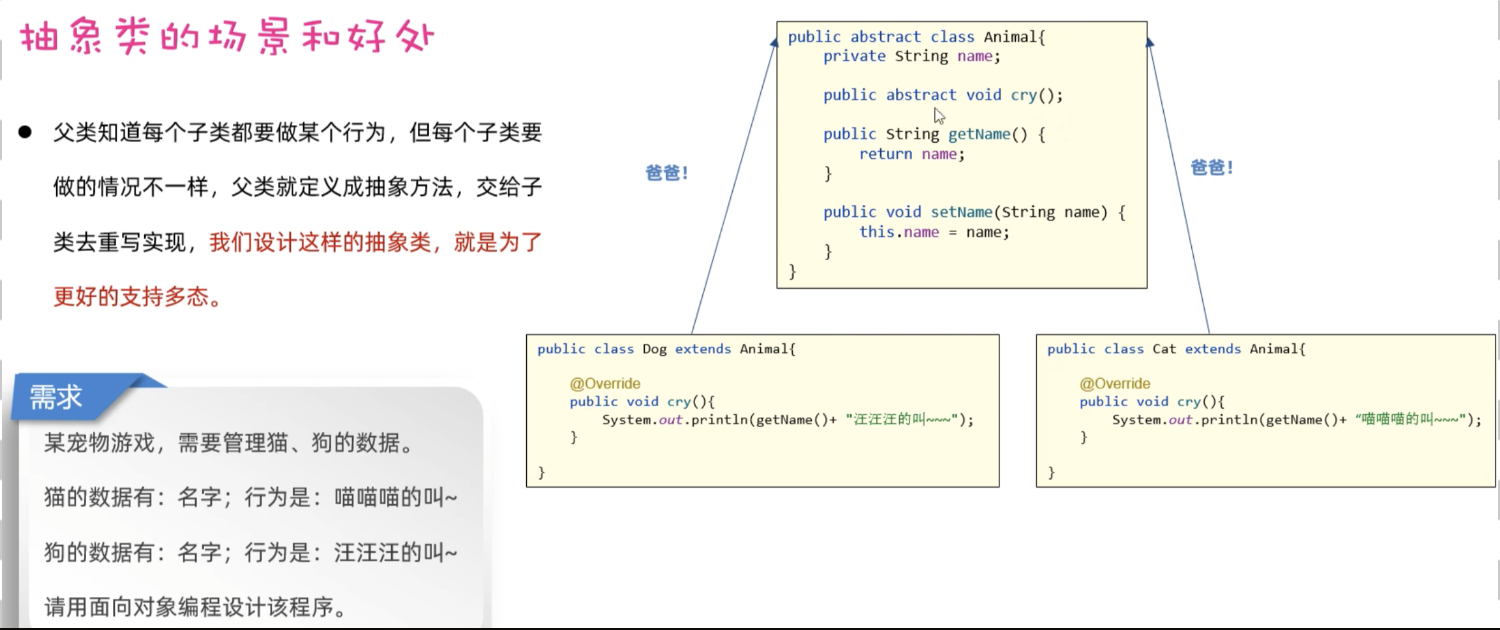 抽象类的场景和好处
● 父类知道每个子类都要做某个行为，但每个子类要
做的情况不一样，父类就定义成抽象方法，交给子
类去重写实现，我们设计这样的抽象类，就是为了
更好的支持多态。
需求
某宠物游戏，需要管理猫、狗的数据。
猫的数据有：名字；行为是：喵喵喵的叫~
狗的数据有：名字；行为是：汪汪汪的叫~
请用面向对象编程设计该程序。
public abstract class Animal{
    private String name;
    public abstract void cry();
    public String getName() {
        return name;
    }
    public void setName(String name) {
        this.name = name;
    }
}
爸爸！
爸爸！
public class Dog extends Animal{
    @Override
    public void cry(){
        System.out.println(getName()+ "汪汪汪的叫~~~");
    }
}
public class Cat extends Animal{
    @Override
    public void cry(){
        System.out.println(getName()+ “喵喵喵的叫~~~");
    }
}